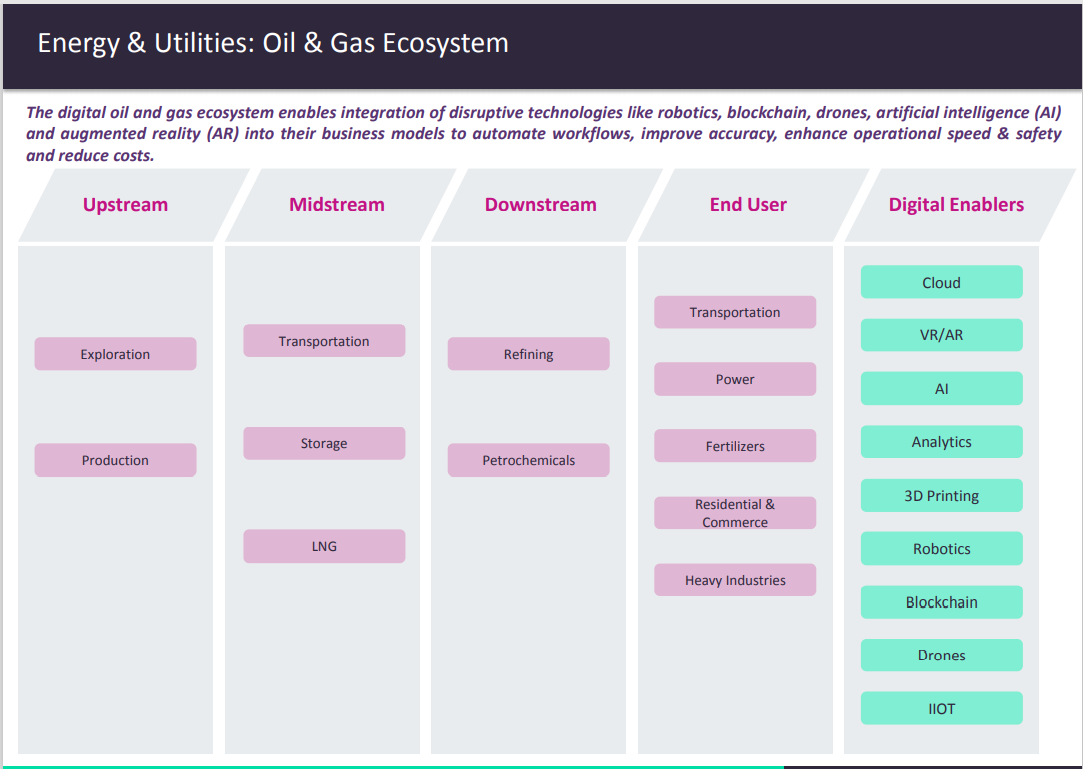 Energy & Utilities: Oil & Gas Ecosystem
The digital oil and gas ecosystem enables integration of disruptive technologies like robotics, blockchain, drones, artificial intelligence (AI)
and augmented reality (AR) into their business models to automate workflows, improve accuracy, enhance operational speed & safety
and reduce costs.
Upstream
Exploration
Production
Midstream
Transportation
Storage
LNG
Downstream
Refining
Petrochemicals
End User
Transportation
Power
Fertilizers
Residential &
Commerce
Heavy Industries
Digital Enablers
Cloud
VR/AR
AI
Analytics
3D Printing
Robotics
Blockchain
Drones
IIOT